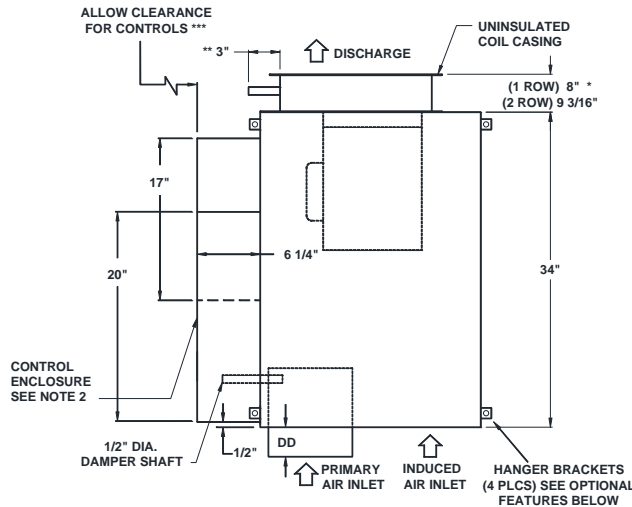 ALLOW CLEARANCE
FOR CONTROLS ***
** 3"
DISCHARGE
UNINSULATED
COIL CASING
(1 ROW) 8" *
(2 ROW) 9 3/16"
17"
6 1/4"
20"
34"
CONTROL
ENCLOSURE
SEE NOTE 2
1/2" DIA.
DAMPER SHAFT
1/2"
DD
PRIMARY
AIR INLET
INDUCED
AIR INLET
HANGER BRACKETS
(4 PLCS) SEE OPTIONAL
FEATURES BELOW